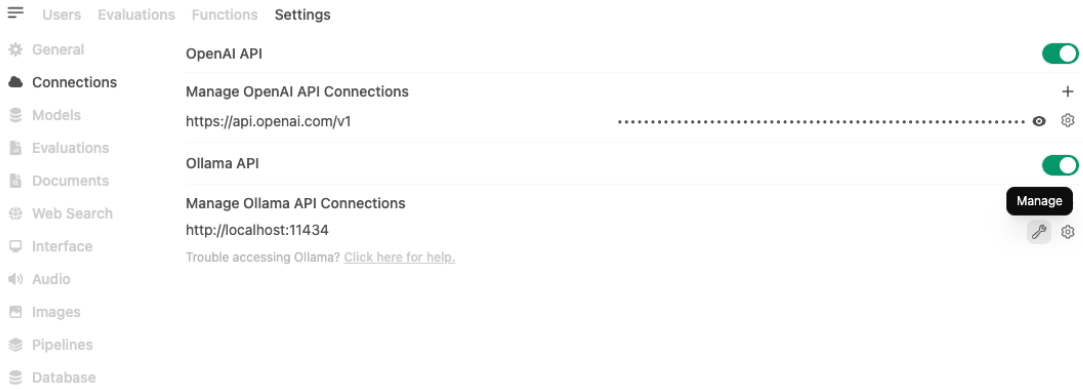 Users Evaluations Functions Settings
General
Connections
Models
Evaluations
Documents
Web Search
Interface
Audio
Images
Pipelines
Database
OpenAI API
Manage OpenAI API Connections
https://api.openai.com/v1
Ollama API
Manage Ollama API Connections
Manage
http://localhost:11434
Trouble accessing Ollama? Click here for help.